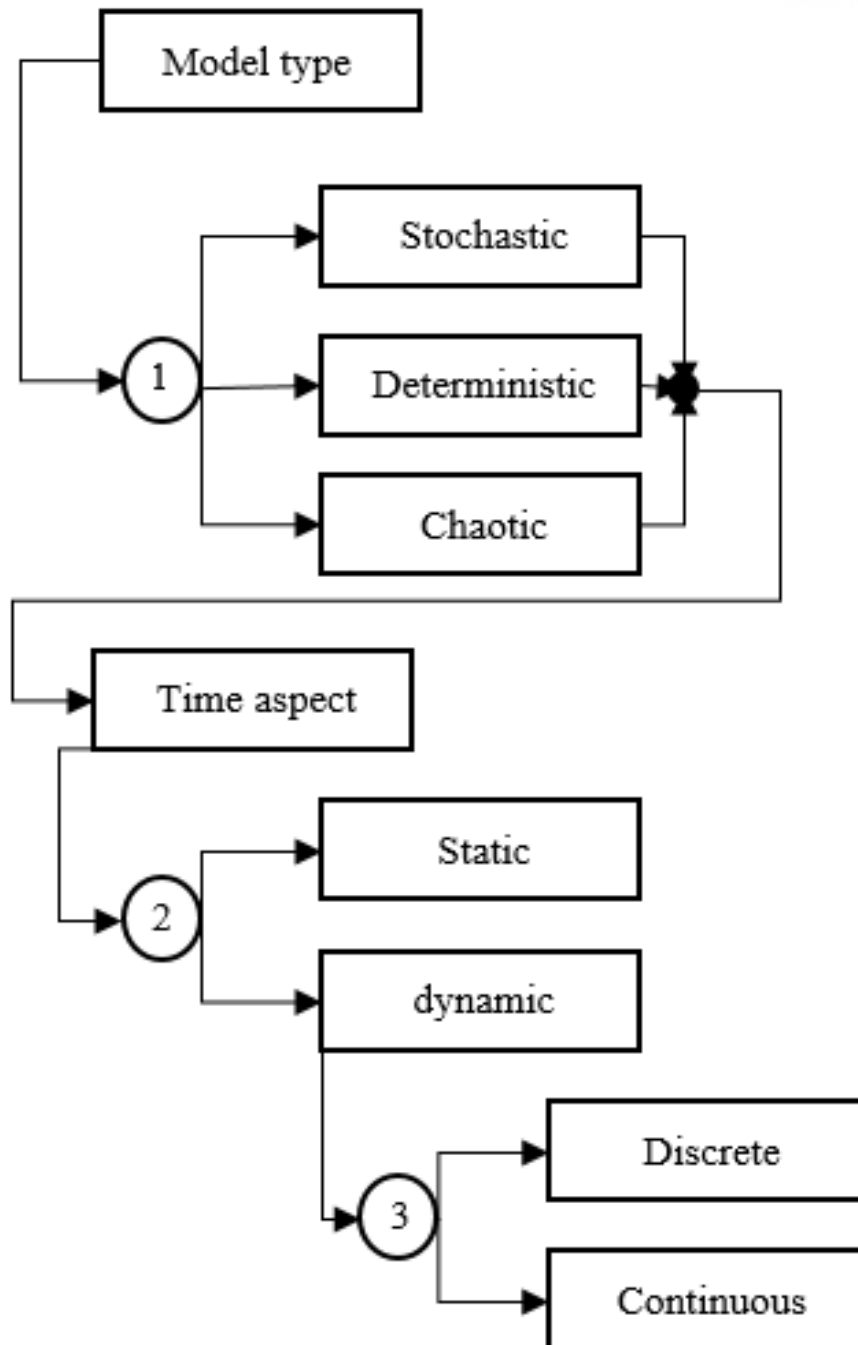 Model type
Stochastic
1
Deterministic
Chaotic
Time aspect
Static
2
dynamic
Discrete
3
Continuous